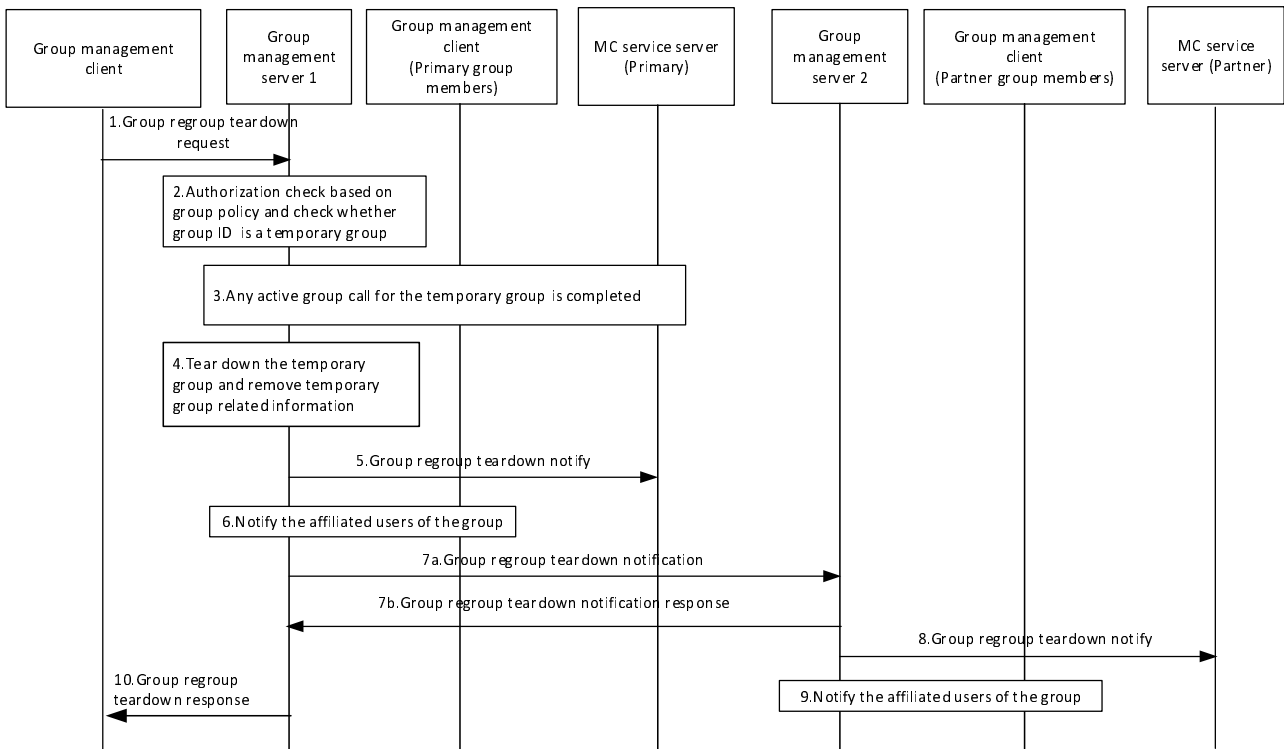 Group management
client
Group
management
server 1
Group management
client
(Primary group
members)
MC service server
(Primary)
Group
management
server 2
Group management
client
(Partner group members)
MC service
server (Partner)
1.Group regroup teardown
request
2.Authorization check based on
group policy and check whether
group ID is a temporary group
3.Any active group call for the temporary group is completed
4.Tear down the temporary
group and remove temporary
group related information
5.Group regroup teardown notify
6.Notify the affiliated users of the group
7a.Group regroup teardown notification
7b.Group regroup teardown notification response
8.Group regroup teardown notify
9.Notify the affiliated users of the group
10.Group regroup
teardown response